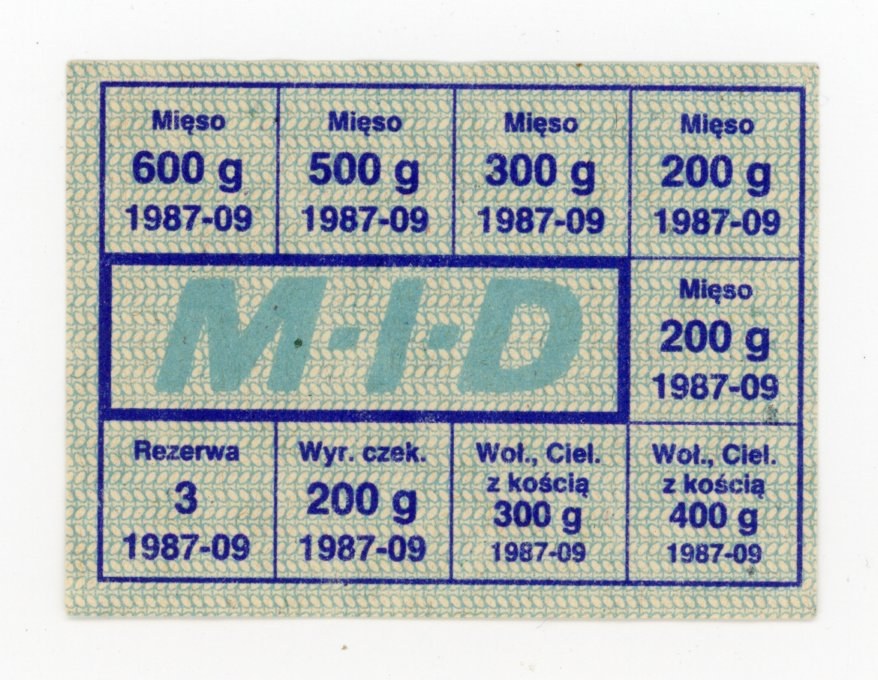 Mięso
600 g
1987-09
Mięso
500 g
1987-09
Mięso
300 g
1987-09
Mięso
200 g
1987-09
M·I·D
Mięso
200 g
1987-09
Rezerwa
3
1987-09
Wyr. czek.
200 g
1987-09
Woł., Ciel.
z kością
300 g
1987-09
Woł., Ciel.
z kością
400 g
1987-09